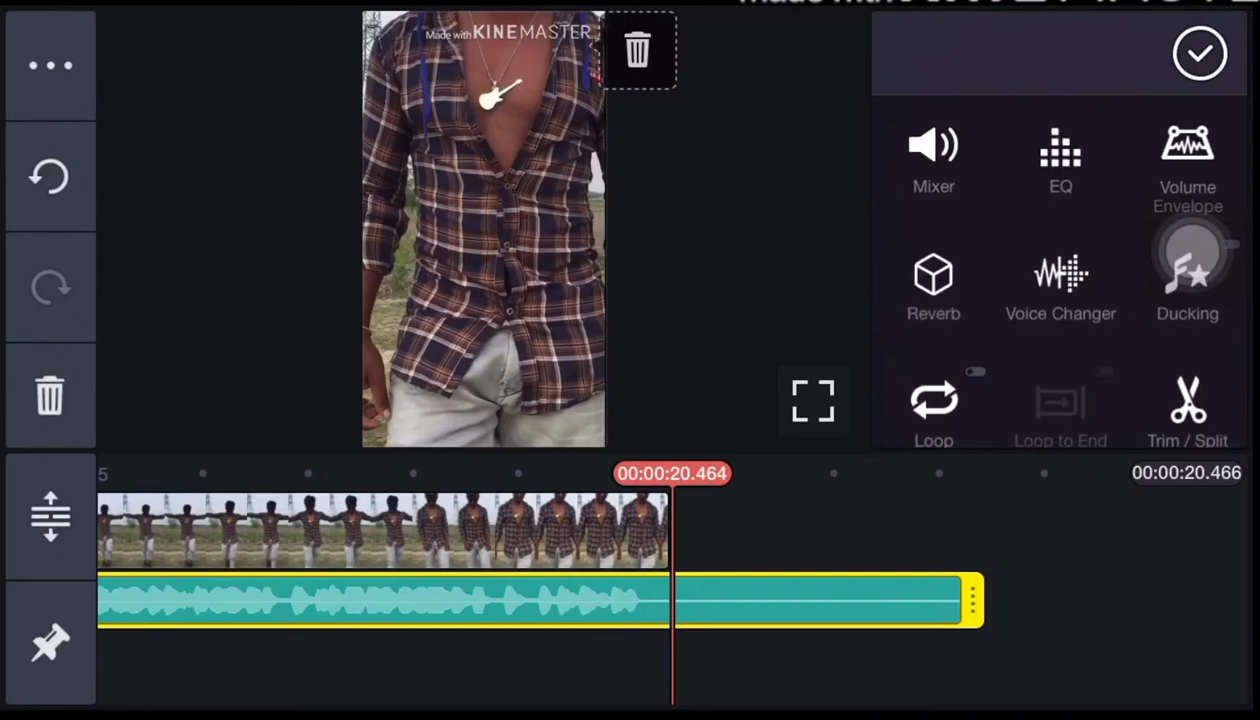 Made with KINEMASTER
Mixer
EQ
Volume
Envelope
Reverb
Voice Changer
Ducking
Loop
Loop to End
Trim / Split
5
00:00:20.464
00:00:20.466